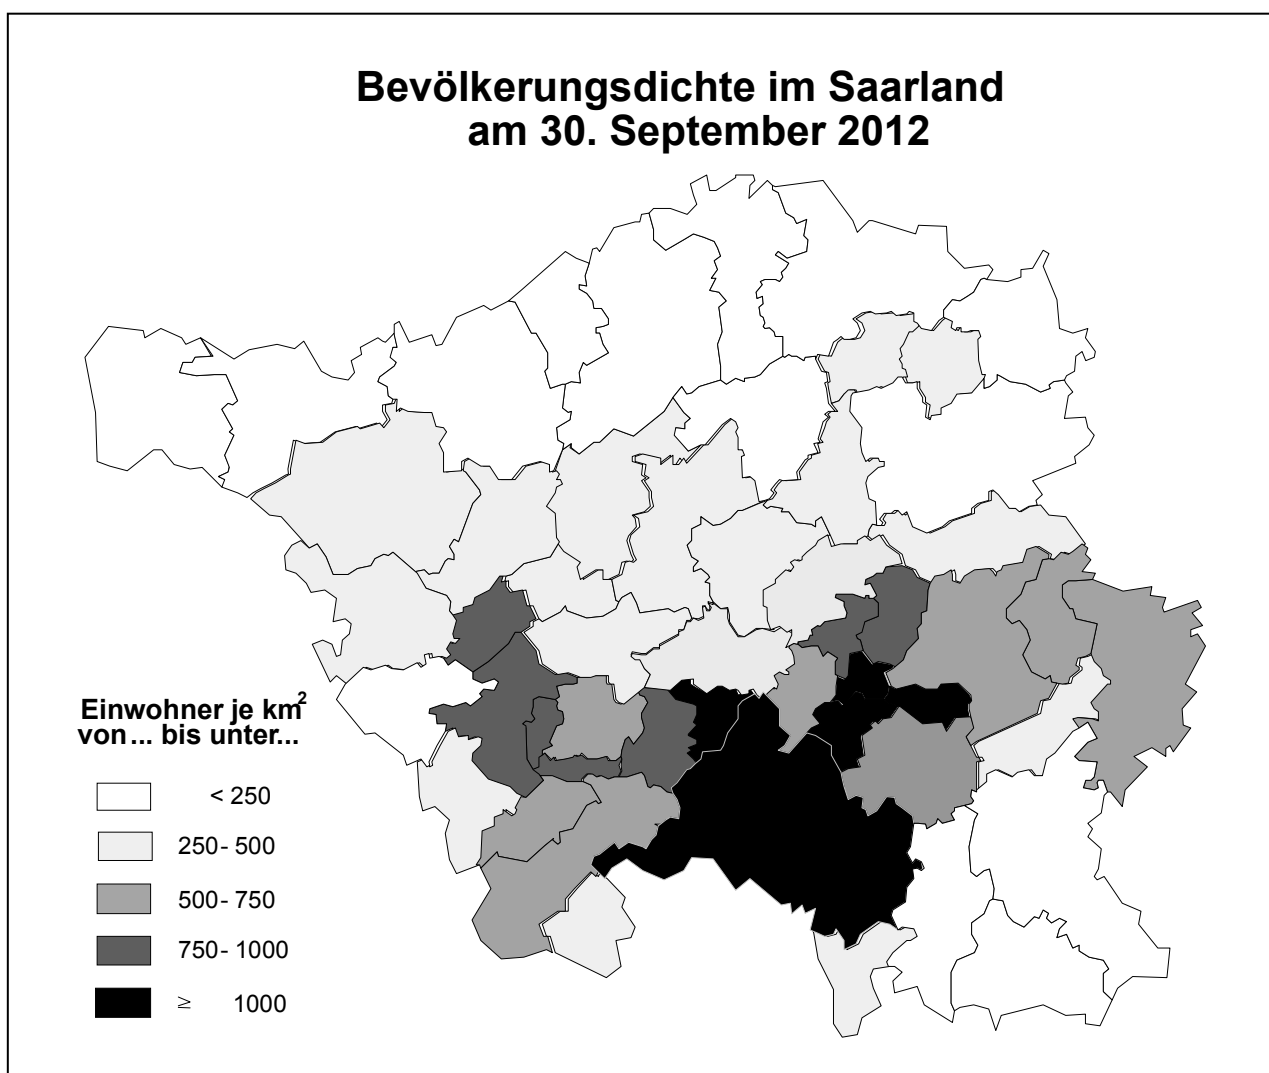 Bevölkerungsdichte im Saarland
am 30. September 2012
Einwohner je km²
von ... bis unter...
< 250
250- 500
500- 750
750- 1000
≥ 1000